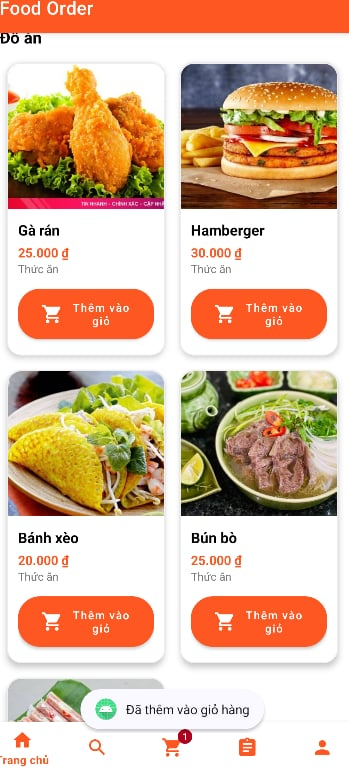 Food Order
Đồ ăn
TIN NHANH - CHÍNH XÁC - CẬP NHẬ
Gà rán
Hamberger
25.000 ₫
30.000 ₫
Thức ăn
Thức ăn
Thêm vào
giỏ
Thêm vào
giỏ
Bánh xèo
Bún bò
20.000 ₫
25.000 ₫
Thức ăn
Thức ăn
Thêm vào
giỏ
Thêm vào
giỏ
Đã thêm vào giỏ hàng
1
Trang chủ